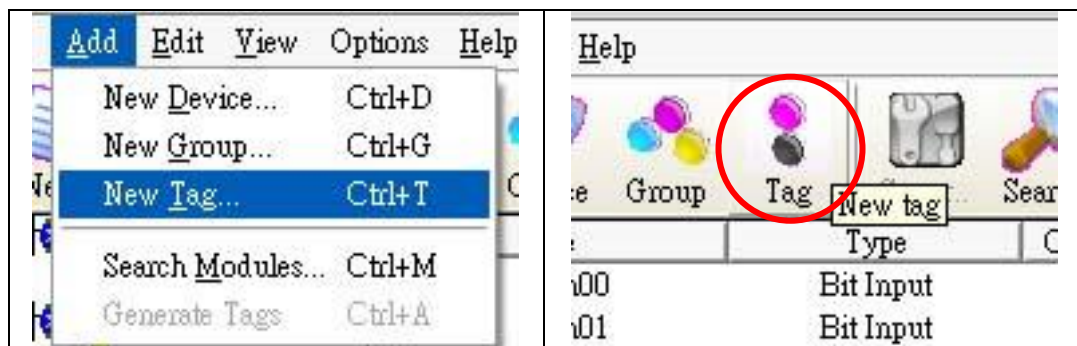 Add Edit View Options Help
New Device... Ctrl+D
New Group... Ctrl+G
New Tag... Ctrl+T
Search Modules... Ctrl+M
Generate Tags Ctrl+A
Help
Group Tag
New tag
Type
Bit Input
Bit Input